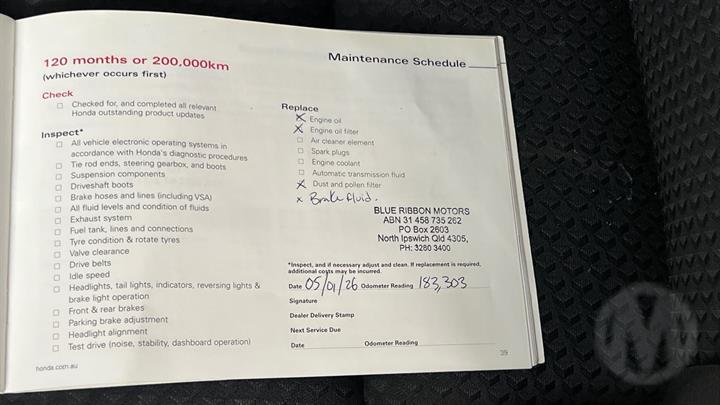 120 months or 200,000km
(whichever occurs first)
Maintenance Schedule
Check
Checked for, and completed all relevant
Honda outstanding product updates
Inspect*
All vehicle electronic operating systems in
accordance with Honda's diagnostic procedures
Tie rod ends, steering gearbox, and boots
Suspension components
Driveshaft boots
Brake hoses and lines (including VSA)
All fluid levels and condition of fluids
Exhaust system
Fuel tank, lines and connections
Tyre condition & rotate tyres
Valve clearance
Drive belts
Idle speed
Headlights, tail lights, indicators, reversing lights &
brake light operation
Front & rear brakes
Parking brake adjustment
Headlight alignment
Test drive (noise, stability, dashboard operation)
honda.com.au
Replace
X Engine oil
X Engine oil filter
Air cleaner element
Spark plugs
Engine coolant
Automatic transmission fluid
X Dust and pollen filter
x Brake fluid.
BLUE RIBBON MOTORS
ABN 31 458 735 262
PO Box 2603
North Ipswich Qld 4305,
PH: 3280 3400
*Inspect, and if necessary adjust and clean. If replacement is required,
additional costs may be incurred.
Date 05/01/26 Odometer Reading 183,303
Signature
Dealer Delivery Stamp
Next Service Due
Date Odometer Reading
39
M